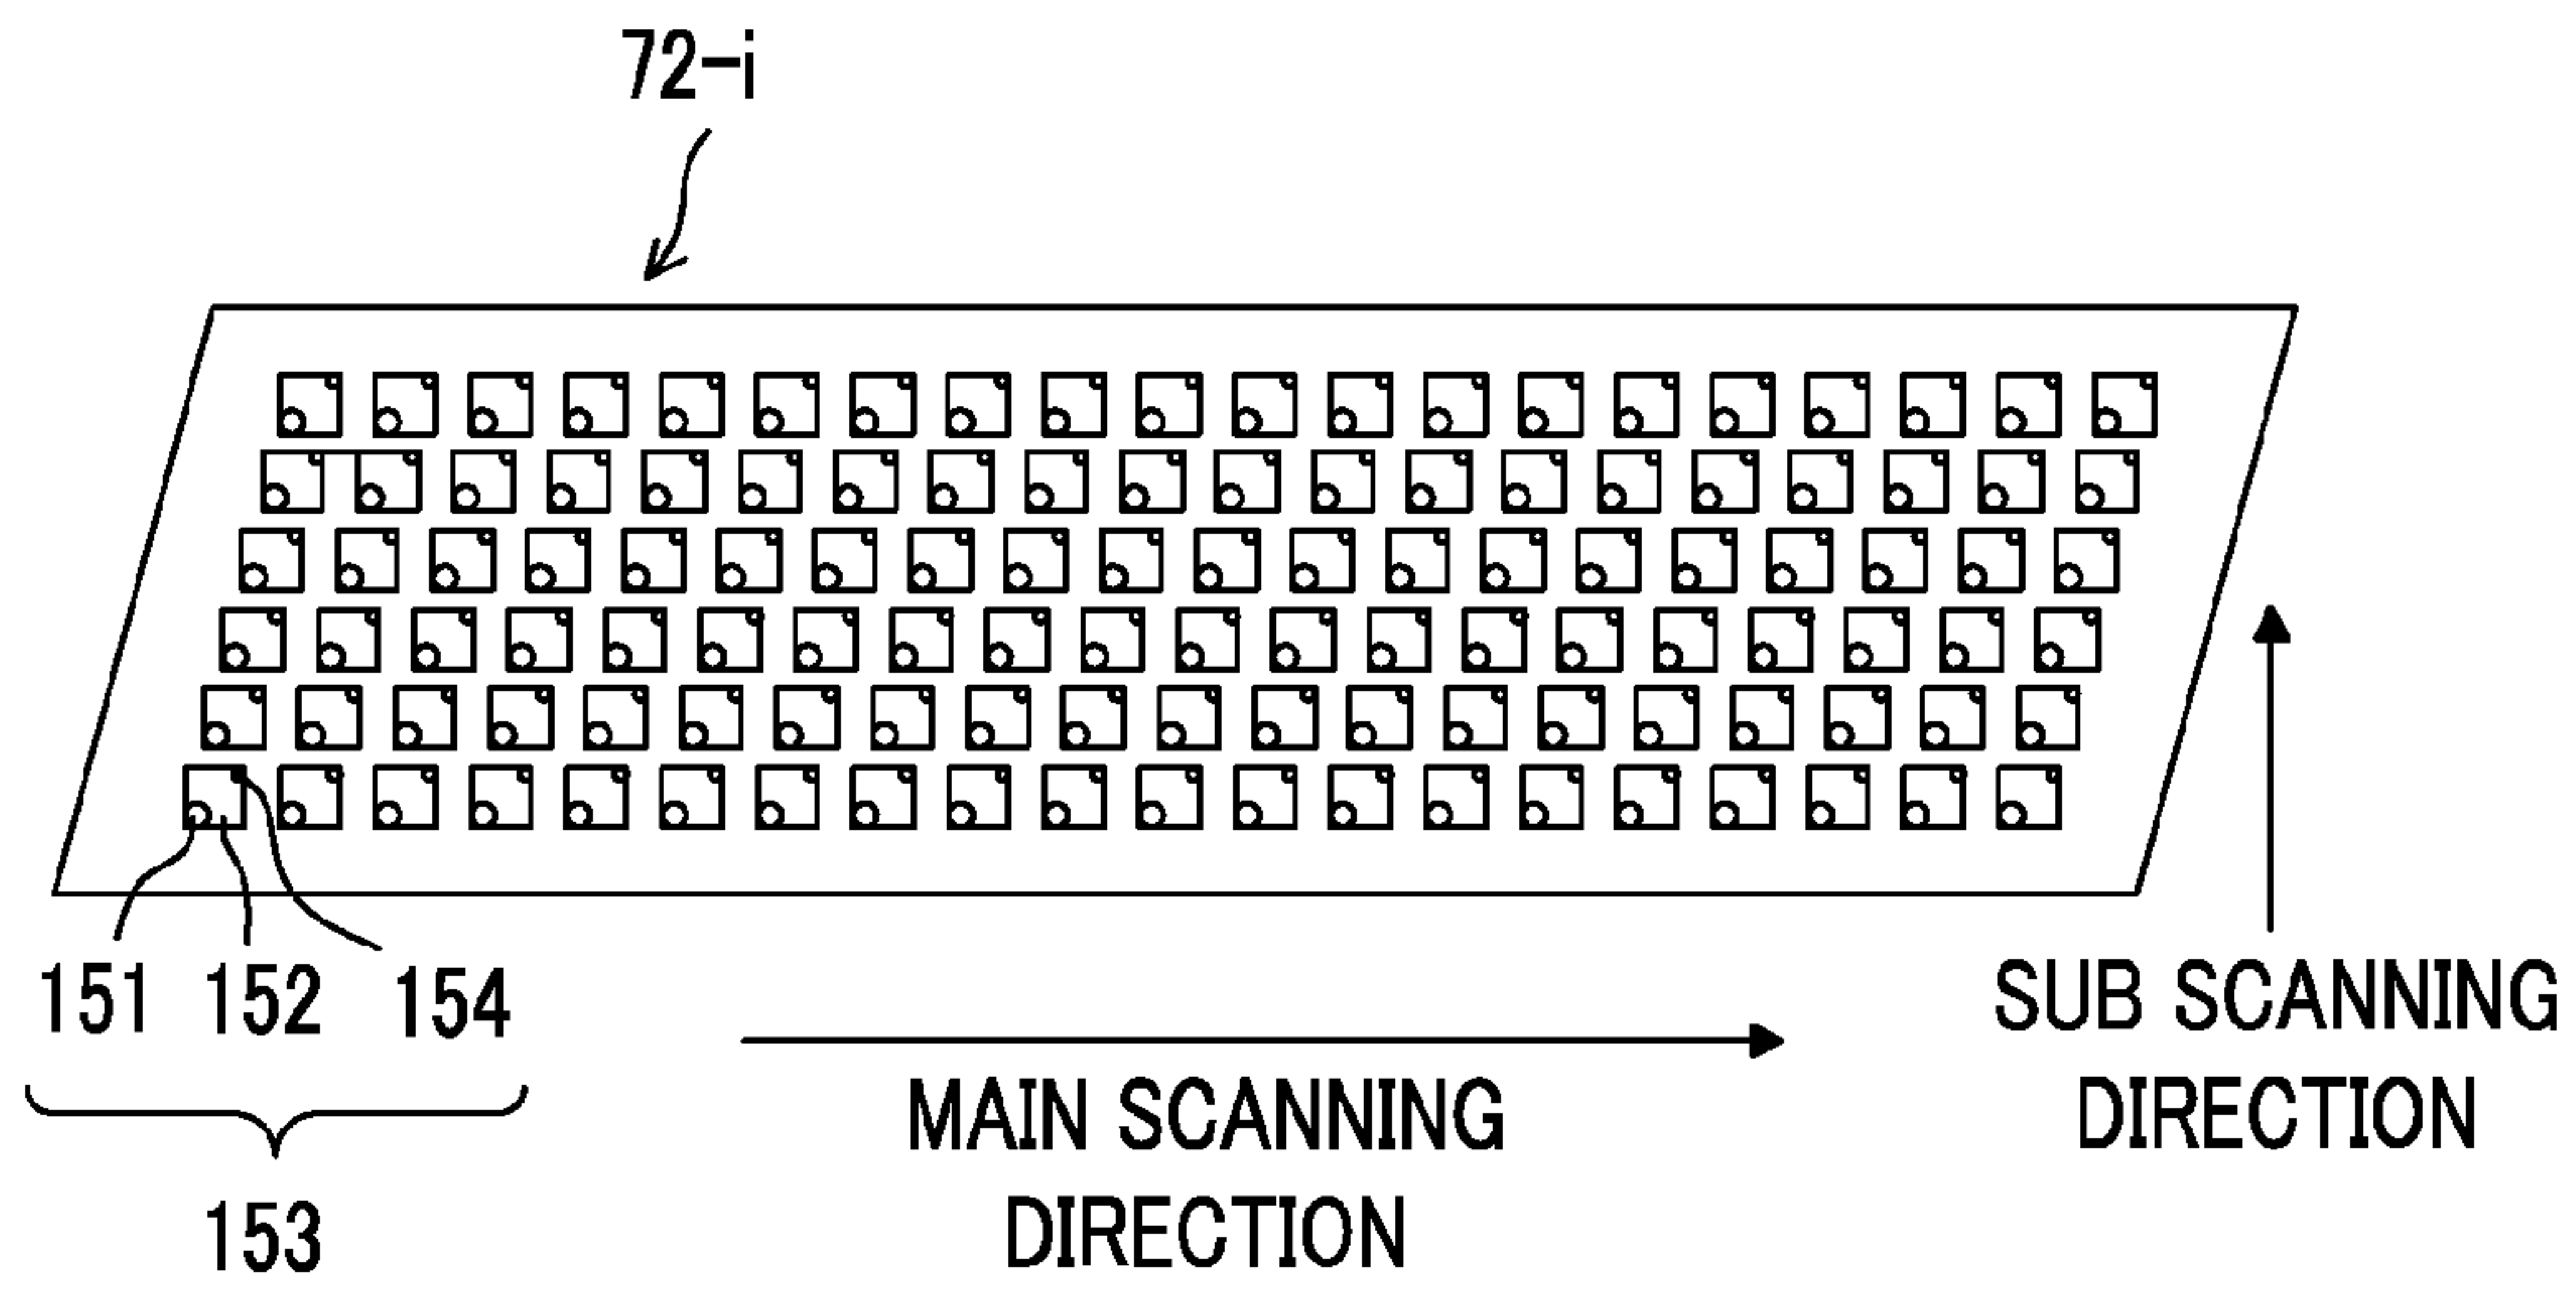 72-i
151 152 154
153
MAIN SCANNING
DIRECTION
SUB SCANNING
DIRECTION